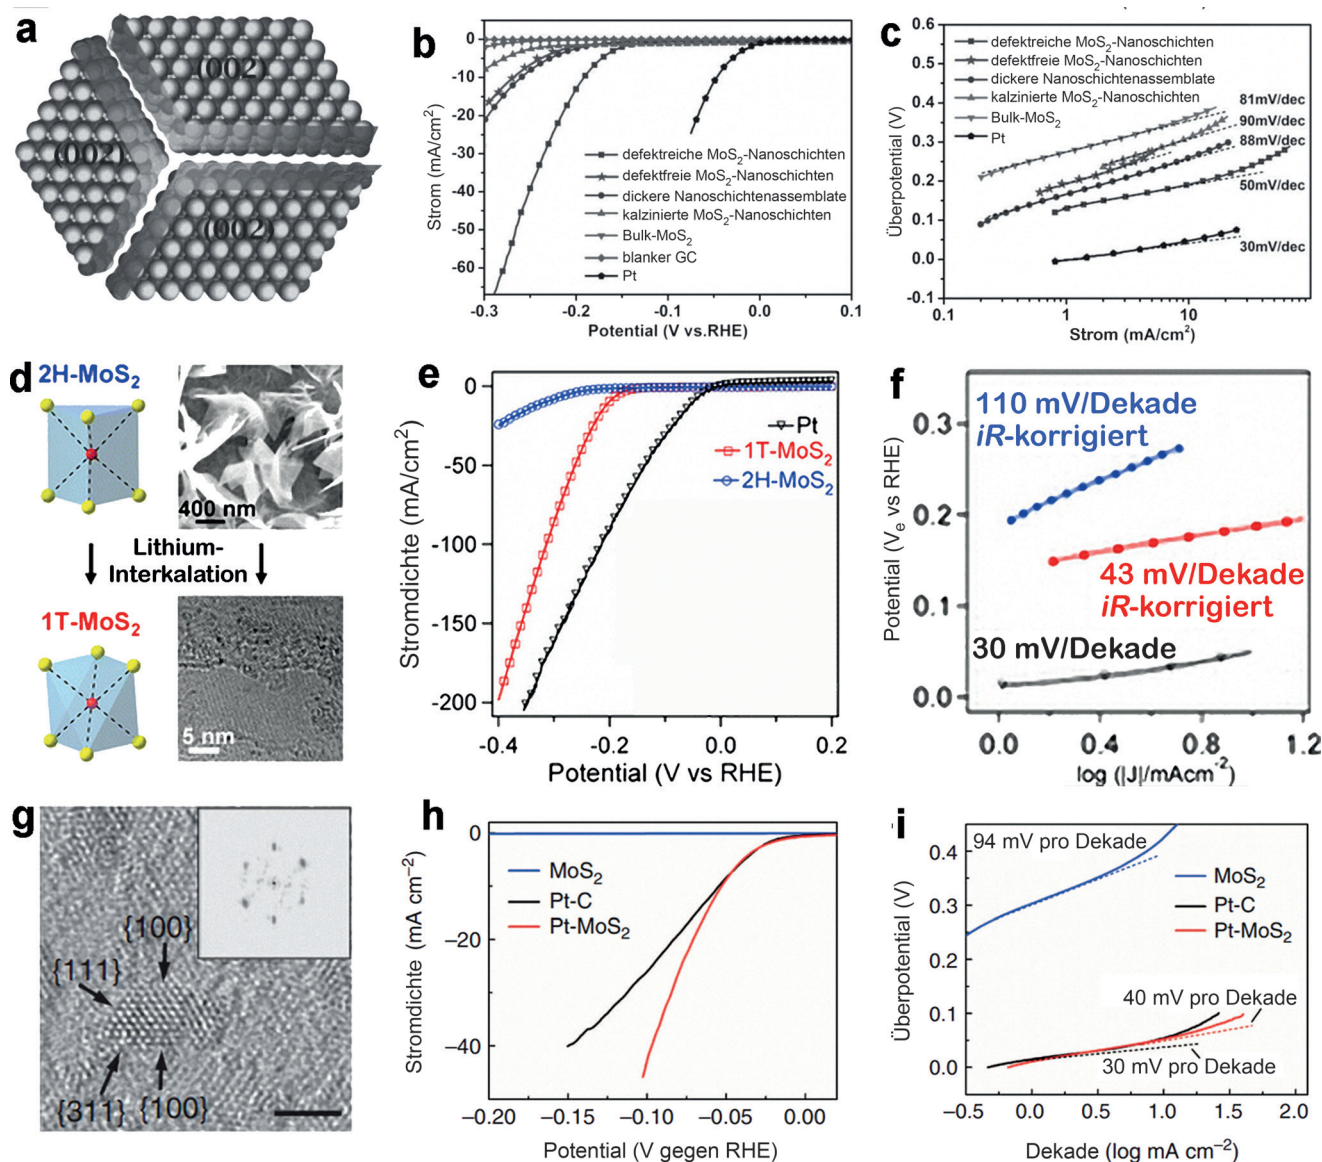 a
(002)
(002)
(002)
b
0
-10
-20
-30
-40
-50
-60
Strom (mA/cm²)
defektreiche MoS₂-Nanoschichten
defektfreie MoS₂-Nanoschichten
dickere Nanoschichtenassemblate
kalzinierte MoS₂-Nanoschichten
Bulk-MoS₂
blanker GC
Pt
-0.3 -0.2 -0.1 0.0 0.1
Potential (V vs.RHE)
c
0.6
0.5
0.4
0.3
0.2
0.1
0.0
-0.1
Überpotential (V)
defektreiche MoS₂-Nanoschichten
defektfreie MoS₂-Nanoschichten
dickere Nanoschichtenassemblate
kalzinierte MoS₂-Nanoschichten
Bulk-MoS₂
Pt
81mV/dec
90mV/dec
88mV/dec
50mV/dec
30mV/dec
1 10
Strom (mA/cm²)
d
2H-MoS₂
400 nm
Lithium-
Interkalation
1T-MoS₂
5 nm
e
0
-50
-100
-150
-200
Stromdichte (mA/cm²)
Pt
1T-MoS₂
2H-MoS₂
-0.4 -0.2 0.0 0.2
Potential (V vs RHE)
f
0.3
0.2
0.1
0.0
Potential (Vₑ vs RHE)
110 mV/Dekade
iR-korrigiert
43 mV/Dekade
iR-korrigiert
30 mV/Dekade
0.0 0.4 0.8 1.2
log (|J|/mAcm⁻²)
g
{100}
{111}
{311} {100}
h
0
−20
−40
Stromdichte (mA cm⁻²)
MoS₂
Pt-C
Pt-MoS₂
−0.20 −0.15 −0.10 −0.05 0.00
Potential (V gegen RHE)
i
0.4
0.3
0.2
0.1
0.0
Überpotential (V)
94 mV pro Dekade
MoS₂
Pt-C
Pt-MoS₂
40 mV pro Dekade
30 mV pro Dekade
−0.5 0.0 0.5 1.0 1.5 2.0
Dekade (log mA cm⁻²)